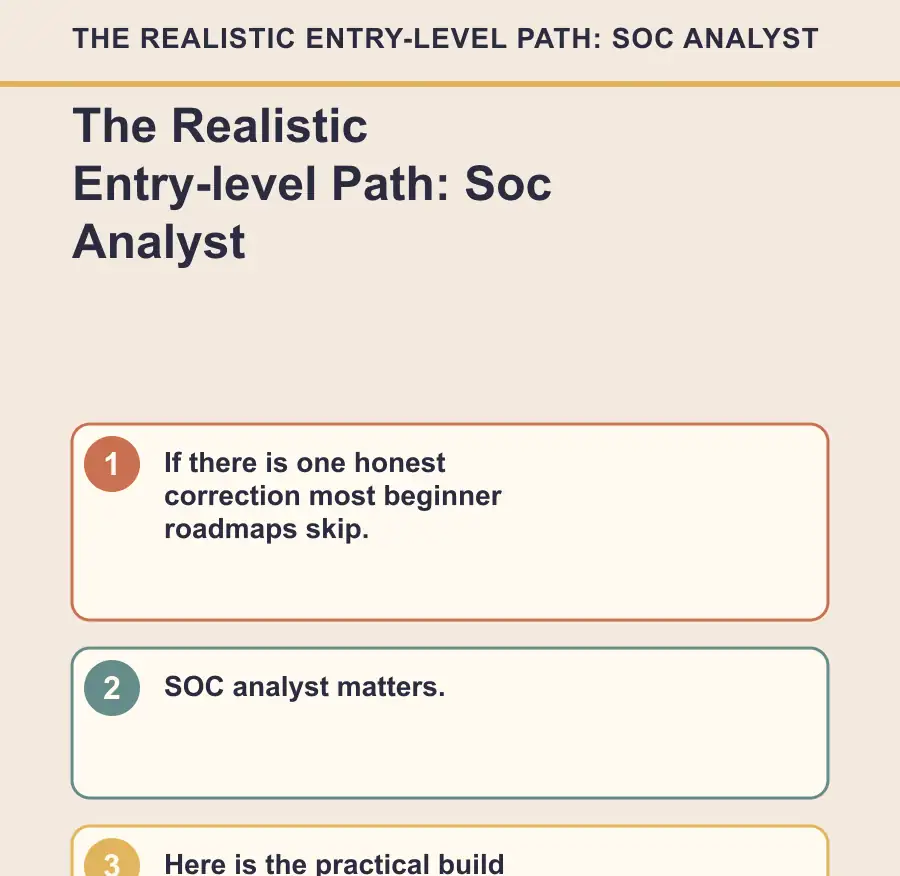 THE REALISTIC ENTRY-LEVEL PATH: SOC ANALYST
The Realistic
Entry-level Path: Soc
Analyst
1
If there is one honest
correction most beginner
roadmaps skip.
2
SOC analyst matters.
3
Here is the practical build